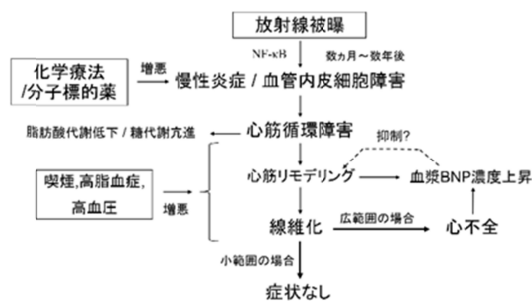 放射線被曝
NF-κB
数ヵ月～数年後
化学療法
/分子標的薬
増悪
慢性炎症 / 血管内皮細胞障害
脂肪酸代謝低下 / 糖代謝亢進
心筋循環障害
抑制?
喫煙,高脂血症,
高血圧
増悪
心筋リモデリング
血漿BNP濃度上昇
線維化
広範囲の場合
心不全
小範囲の場合
症状なし